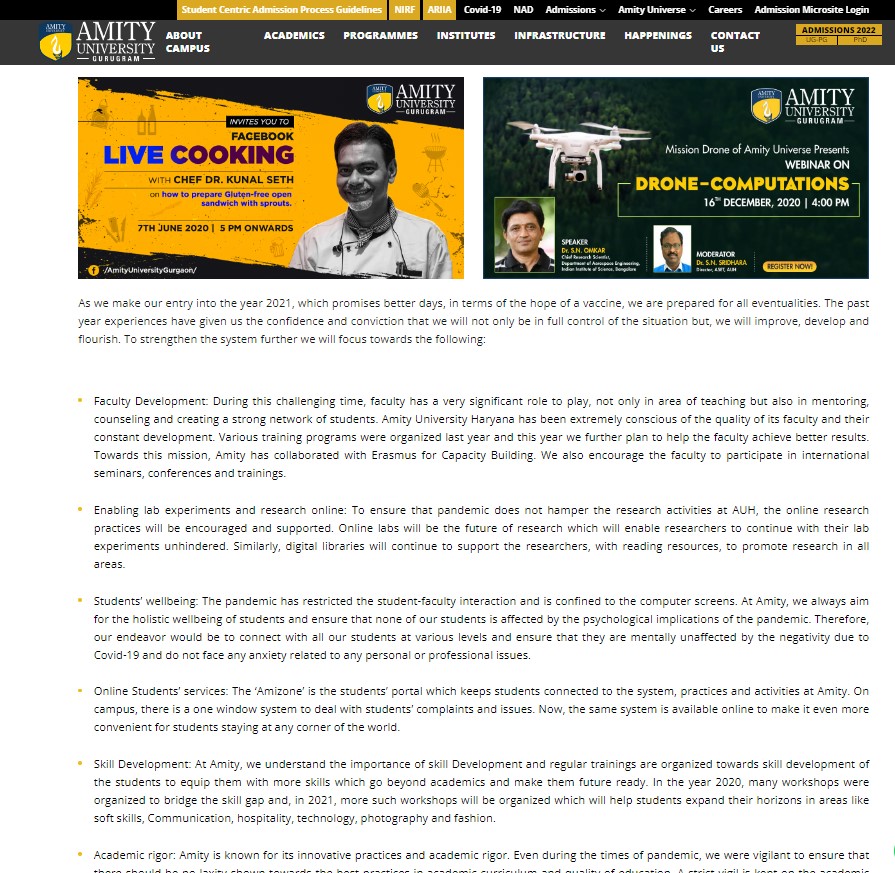 Student Centric Admission Process Guidelines NIRF ARIIA Covid-19 NAD Admissions Amity Universe Careers Admission Microsite Login
AMITY
UNIVERSITY
GURUGRAM
ABOUT CAMPUS
ACADEMICS
PROGRAMMES
INSTITUTES
INFRASTRUCTURE
HAPPENINGS
CONTACT US
ADMISSIONS 2022
UG-PG PhD
AMITY
UNIVERSITY
GURUGRAM
INVITES YOU TO
FACEBOOK
LIVE COOKING
WITH CHEF DR. KUNAL SETH
on how to prepare Gluten-free open
sandwich with sprouts.
7TH JUNE 2020 | 5 PM ONWARDS
/AmityUniversityGurgaon/
AMITY
UNIVERSITY
GURUGRAM
Mission Drone of Amity Universe Presents
WEBINAR ON
DRONE-COMPUTATIONS
16TH DECEMBER, 2020 | 4:00 PM
SPEAKER
Dr. S.N. OMKAR
Chief Research Scientist,
Department of Aerospace Engineering,
Indian Institute of Science, Bangalore
MODERATOR
Dr. S.N. SRIDHARA
Director, ASET, AUH
REGISTER NOW!
As we make our entry into the year 2021, which promises better days, in terms of the hope of a vaccine, we are prepared for all eventualities. The past
year experiences have given us the confidence and conviction that we will not only be in full control of the situation but, we will improve, develop and
flourish. To strengthen the system further we will focus towards the following:
Faculty Development: During this challenging time, faculty has a very significant role to play, not only in area of teaching but also in mentoring,
counseling and creating a strong network of students. Amity University Haryana has been extremely conscious of the quality of its faculty and their
constant development. Various training programs were organized last year and this year we further plan to help the faculty achieve better results.
Towards this mission, Amity has collaborated with Erasmus for Capacity Building. We also encourage the faculty to participate in international
seminars, conferences and trainings.
Enabling lab experiments and research online: To ensure that pandemic does not hamper the research activities at AUH, the online research
practices will be encouraged and supported. Online labs will be the future of research which will enable researchers to continue with their lab
experiments unhindered. Similarly, digital libraries will continue to support the researchers, with reading resources, to promote research in all
areas.
Students' wellbeing: The pandemic has restricted the student-faculty interaction and is confined to the computer screens. At Amity, we always aim
for the holistic wellbeing of students and ensure that none of our students is affected by the psychological implications of the pandemic. Therefore,
our endeavor would be to connect with all our students at various levels and ensure that they are mentally unaffected by the negativity due to
Covid-19 and do not face any anxiety related to any personal or professional issues.
Online Students' services: The 'Amizone' is the students' portal which keeps students connected to the system, practices and activities at Amity. On
campus, there is a one window system to deal with students' complaints and issues. Now, the same system is available online to make it even more
convenient for students staying at any corner of the world.
Skill Development: At Amity, we understand the importance of skill Development and regular trainings are organized towards skill development of
the students to equip them with more skills which go beyond academics and make them future ready. In the year 2020, many workshops were
organized to bridge the skill gap and, in 2021, more such workshops will be organized which will help students expand their horizons in areas like
soft skills, Communication, hospitality, technology, photography and fashion.
Academic rigor: Amity is known for its innovative practices and academic rigor. Even during the times of pandemic, we were vigilant to ensure that
there should be no laxity shown towards the best practices in academic curriculum and quality of education. A strict vigil is kept on the academic